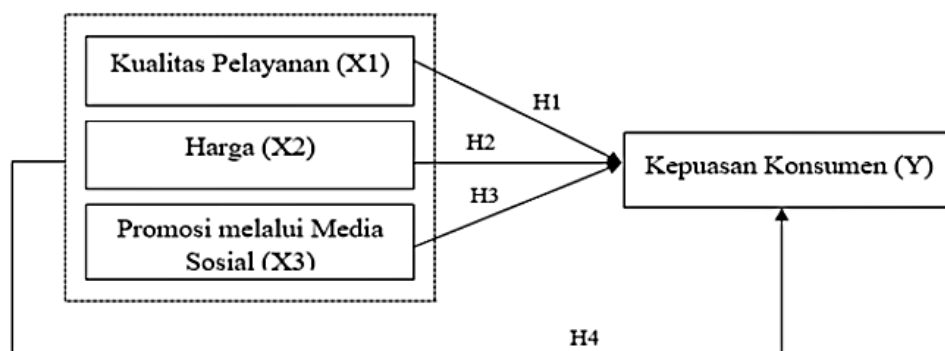 Kualitas Pelayanan (X1)
H1
Harga (X2)
H2
Kepuasan Konsumen (Y)
H3
Promosi melalui Media
Sosial (X3)
H4